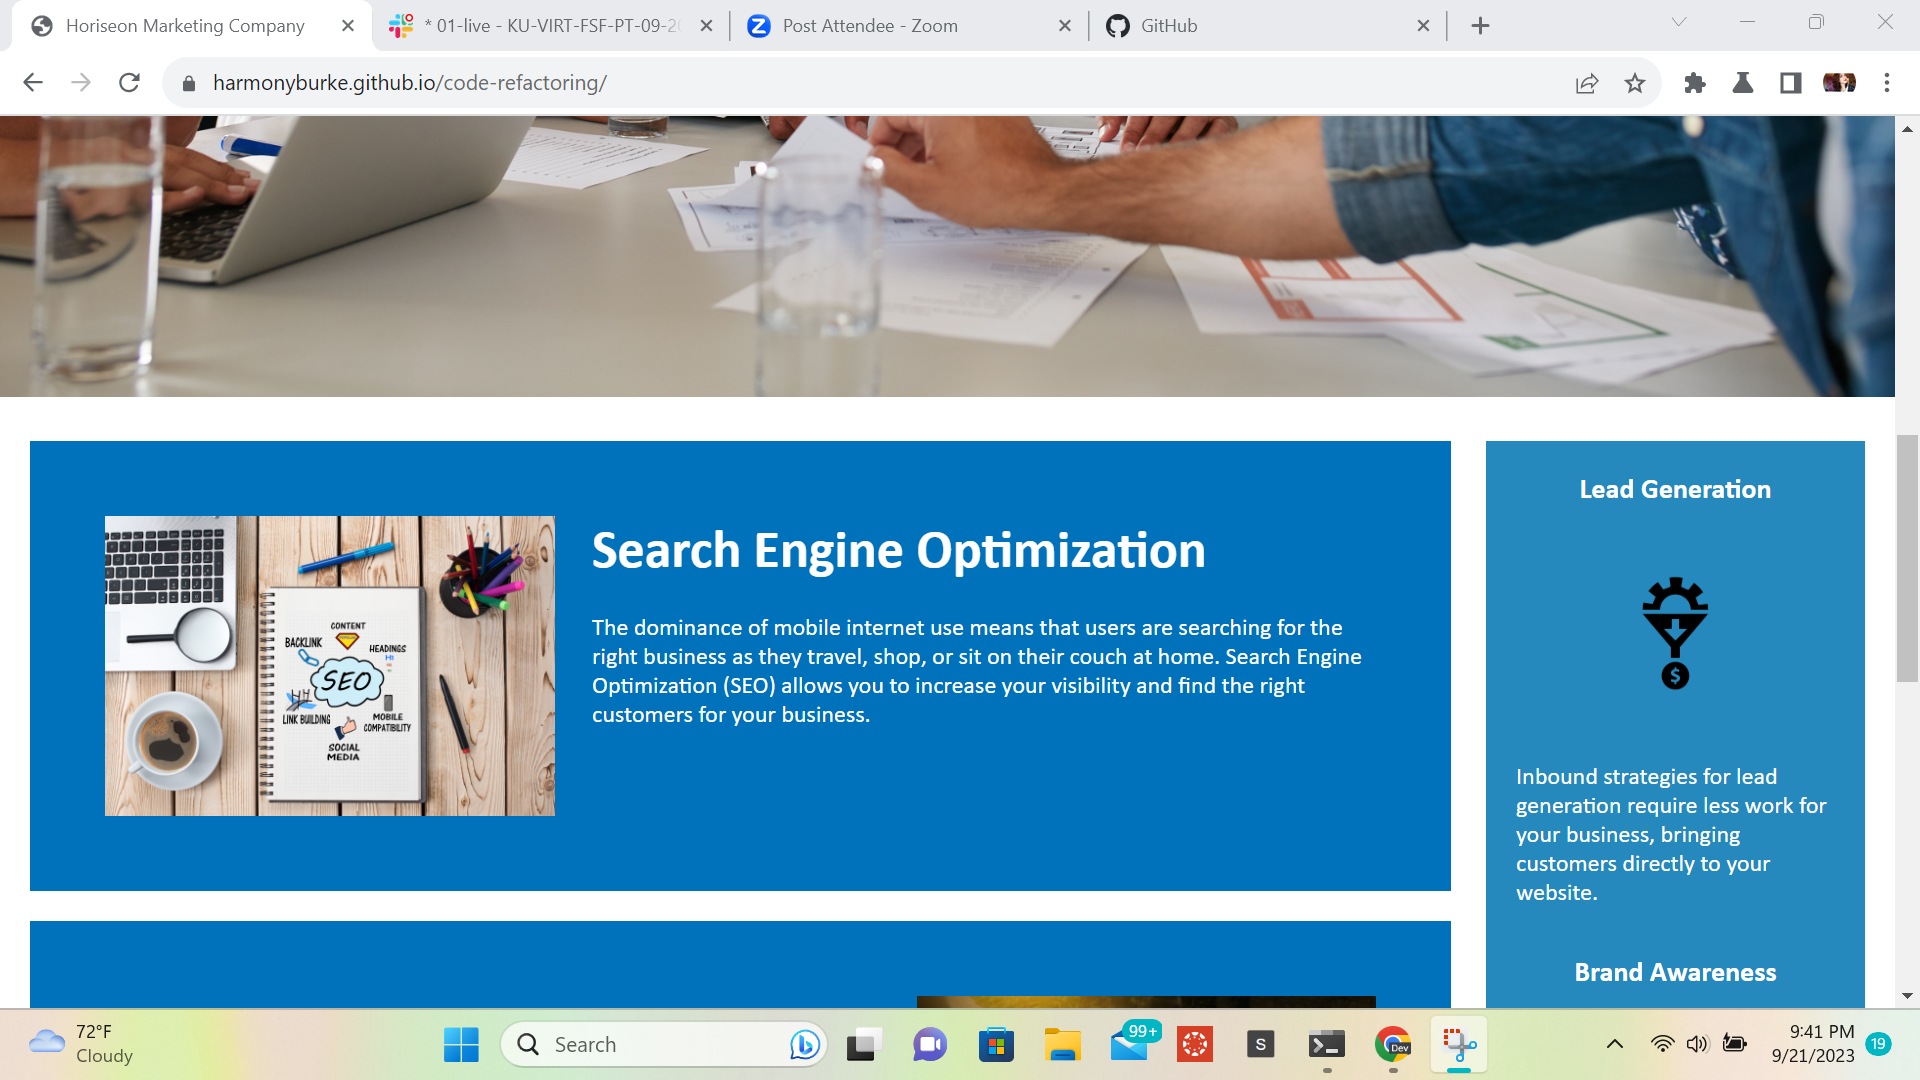 Horiseon Marketing Company
* 01-live - KU-VIRT-FSF-PT-09-20
Post Attendee - Zoom
GitHub
harmonyburke.github.io/code-refactoring/
Search Engine Optimization
The dominance of mobile internet use means that users are searching for the
right business as they travel, shop, or sit on their couch at home. Search Engine
Optimization (SEO) allows you to increase your visibility and find the right
customers for your business.
CONTENT
BACKLINK
HEADINGS
H1
SEO
LINK BUILDING
MOBILE
COMPATIBILITY
SOCIAL
MEDIA
Lead Generation
$
Inbound strategies for lead
generation require less work for
your business, bringing
customers directly to your
website.
Brand Awareness
72°F
Cloudy
Search
99+
S
Dev
9:41 PM
9/21/2023
19